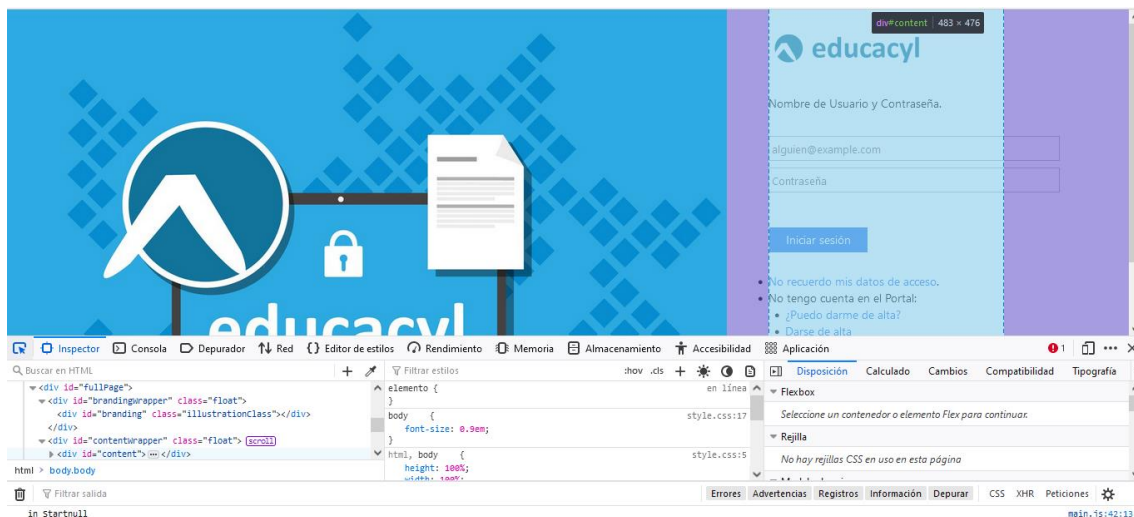 div#content | 483 × 476
educacyl
Nombre de Usuario y Contraseña.
alguien@example.com
Contraseña
Iniciar sesión
No recuerdo mis datos de acceso.
No tengo cuenta en el Portal:
¿Puedo darme de alta?
Darse de alta
educacyl
Inspector Consola Depurador Red Editor de estilos Rendimiento Memoria Almacenamiento Accesibilidad Aplicación 1
Buscar en HTML
<div id="fullPage">
<div id="brandingWrapper" class="float">
<div id="branding" class="illustrationClass"></div>
</div>
<div id="contentWrapper" class="float"> scroll
<div id="content"> </div>
html > body.body
Filtrar estilos :hov .cls
elemento { en línea
}
body { style.css:17
font-size: 0.9em;
}
html, body { style.css:5
height: 100%;
width: 100%;
Disposición Calculado Cambios Compatibilidad Tipografía
Flexbox
Seleccione un contenedor o elemento Flex para continuar.
Rejilla
No hay rejillas CSS en uso en esta página
Filtrar salida Errores Advertencias Registros Información Depurar CSS XHR Peticiones
in Startnull main.js:42:13